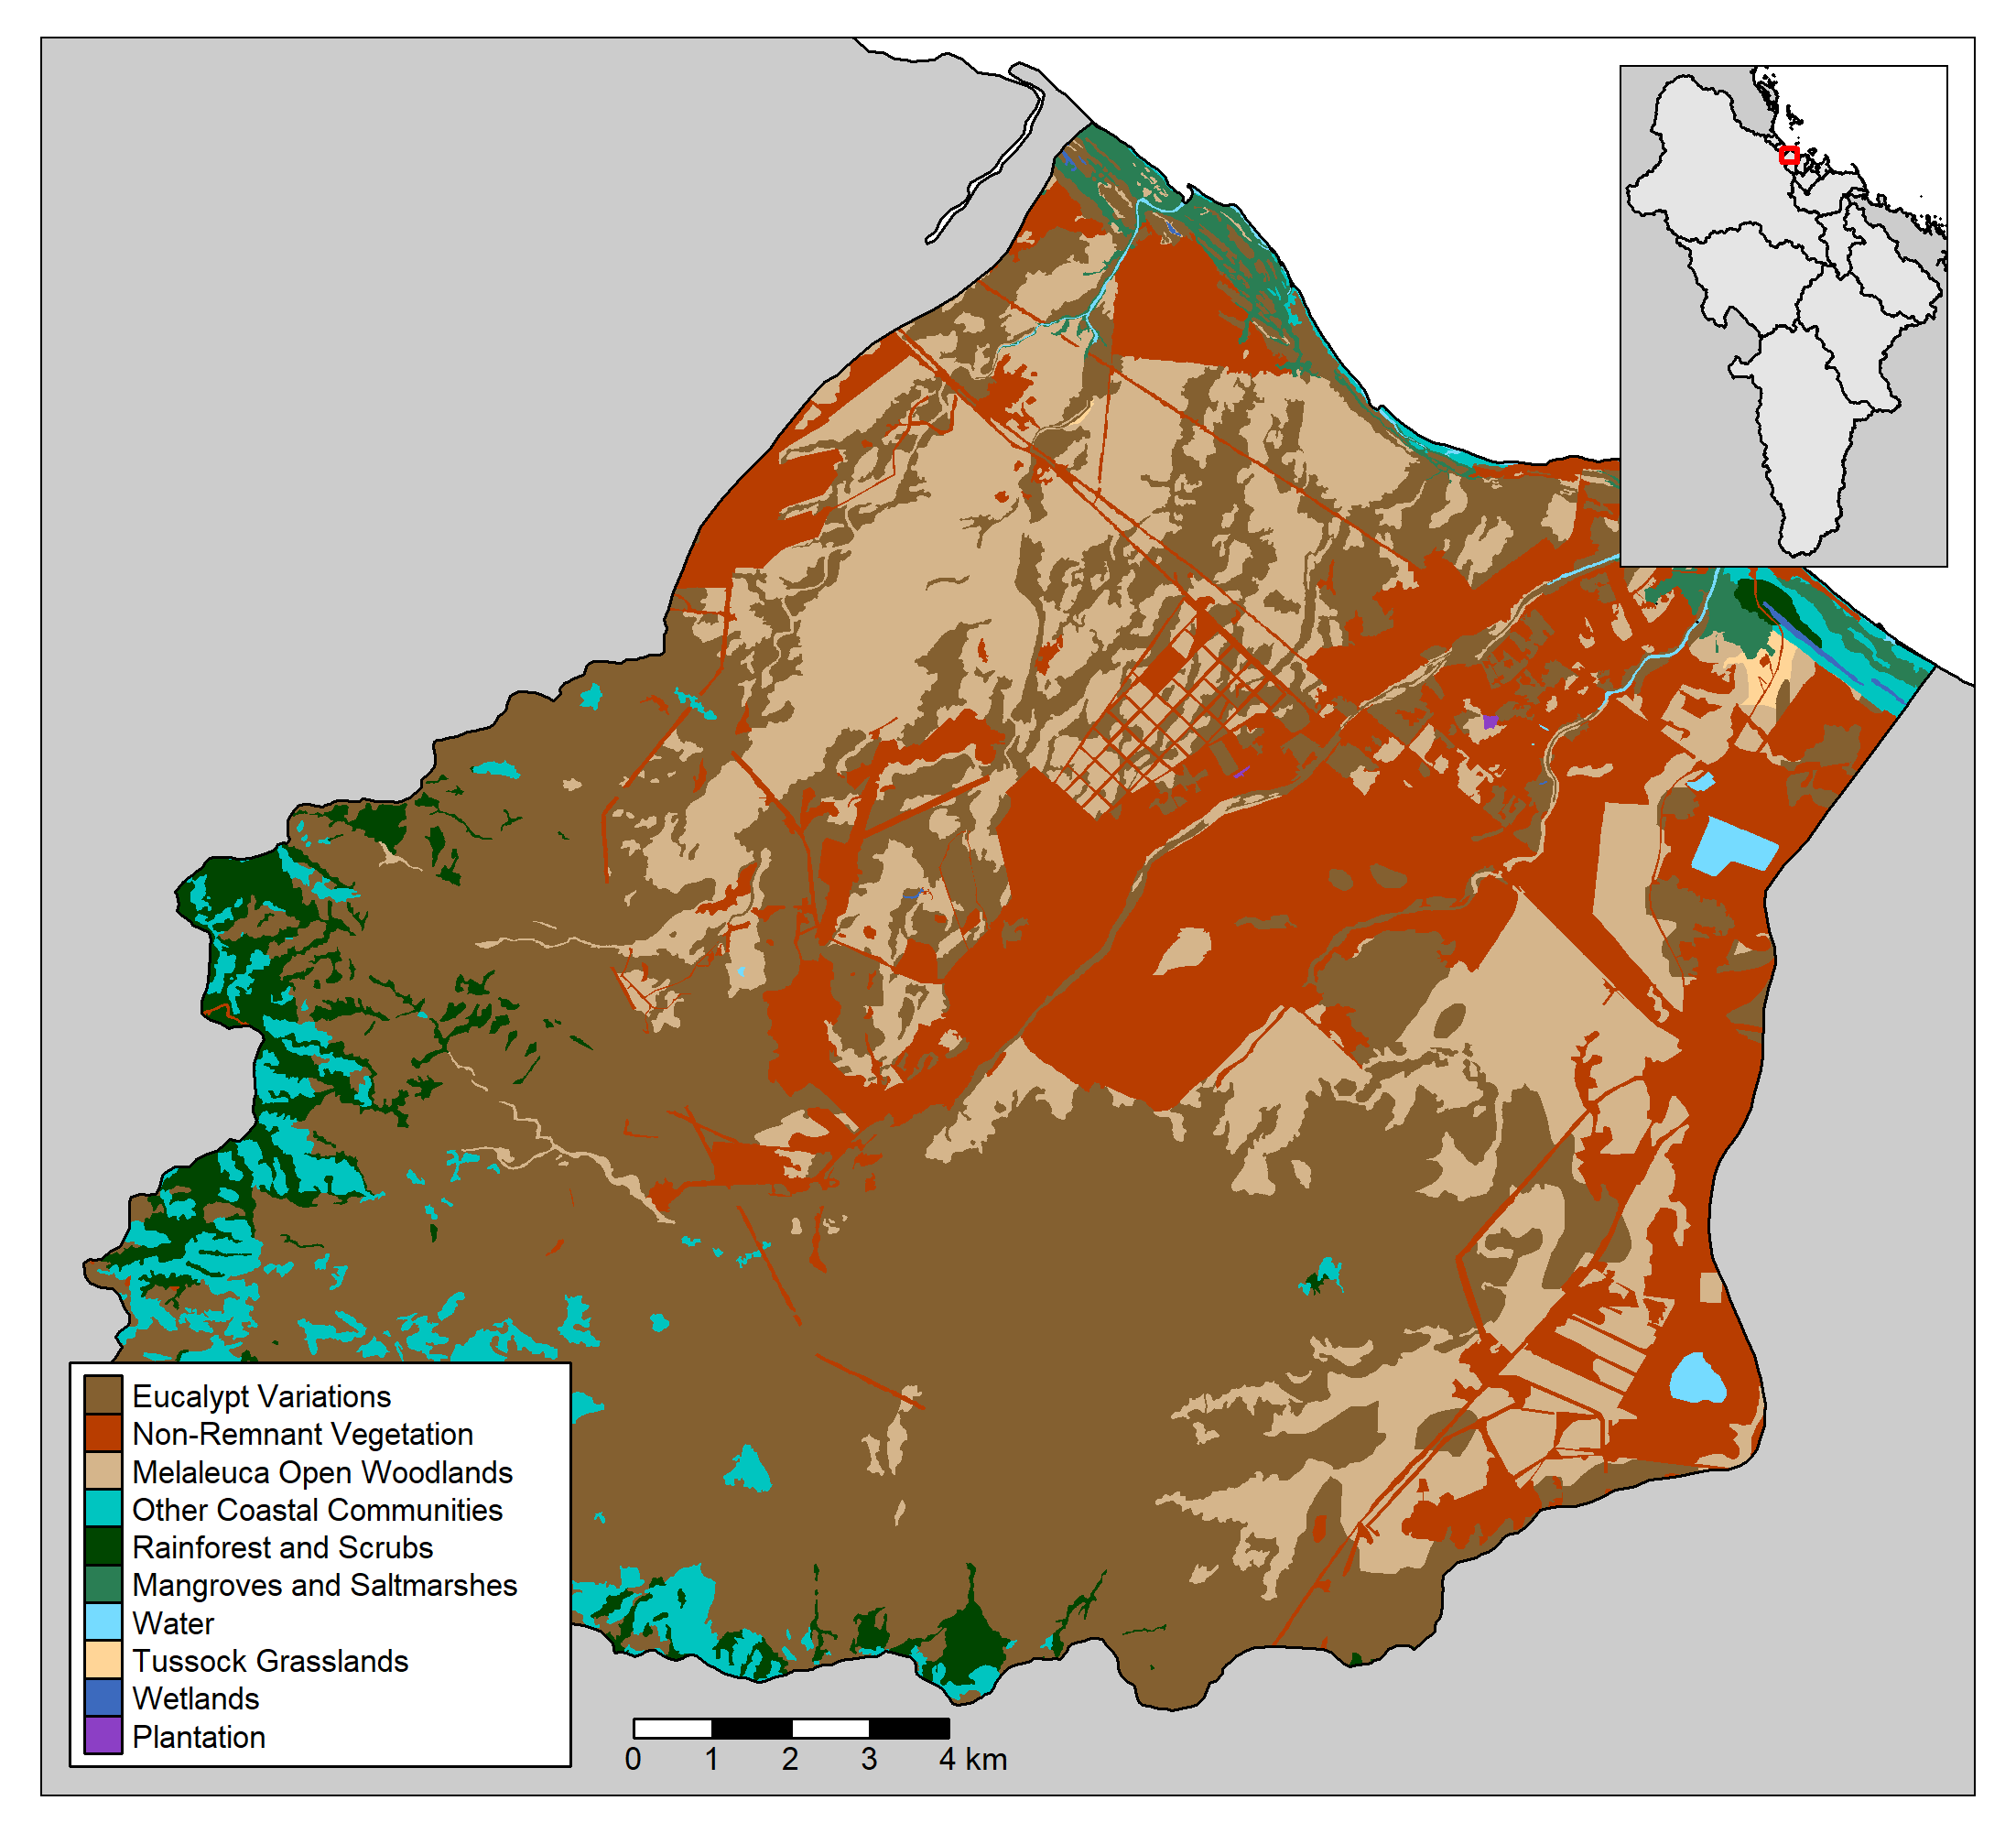 Eucalypt Variations
Non-Remnant Vegetation
Melaleuca Open Woodlands
Other Coastal Communities
Rainforest and Scrubs
Mangroves and Saltmarshes
Water
Tussock Grasslands
Wetlands
Plantation
0 1 2 3 4 km